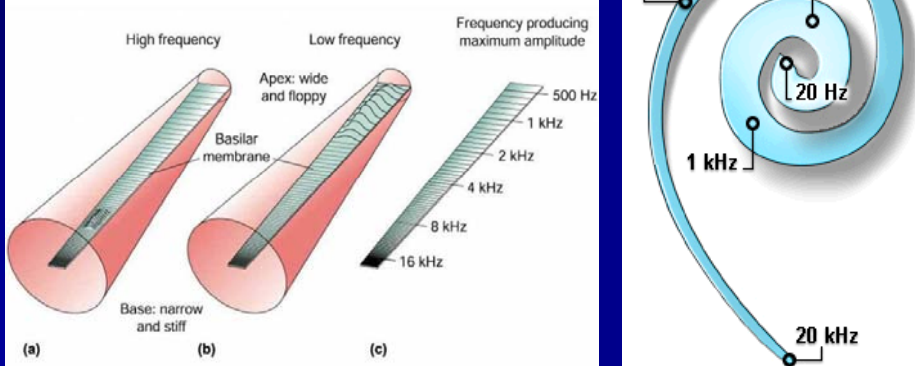 High frequency
Low frequency
Frequency producing
maximum amplitude
Apex: wide
and floppy
Basilar
membrane
Base: narrow
and stiff
500 Hz
1 kHz
2 kHz
4 kHz
8 kHz
16 kHz
(a)
(b)
(c)
20 Hz
1 kHz
20 kHz